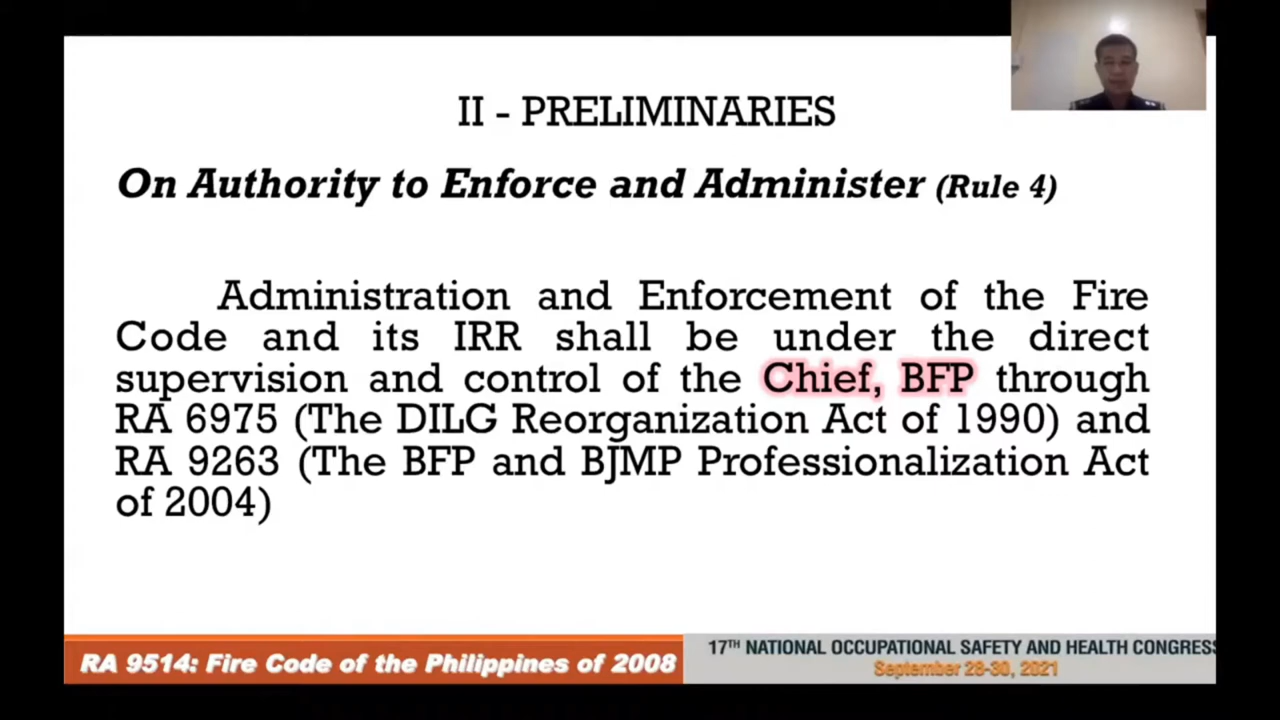 II - PRELIMINARIES
On Authority to Enforce and Administer (Rule 4)
Administration and Enforcement of the Fire
Code and its IRR shall be under the direct
supervision and control of the Chief, BFP through
RA 6975 (The DILG Reorganization Act of 1990) and
RA 9263 (The BFP and BJMP Professionalization Act
of 2004)
RA 9514: Fire Code of the Philippines of 2008
17TH NATIONAL OCCUPATIONAL SAFETY AND HEALTH CONGRESS
September 28-30, 2021